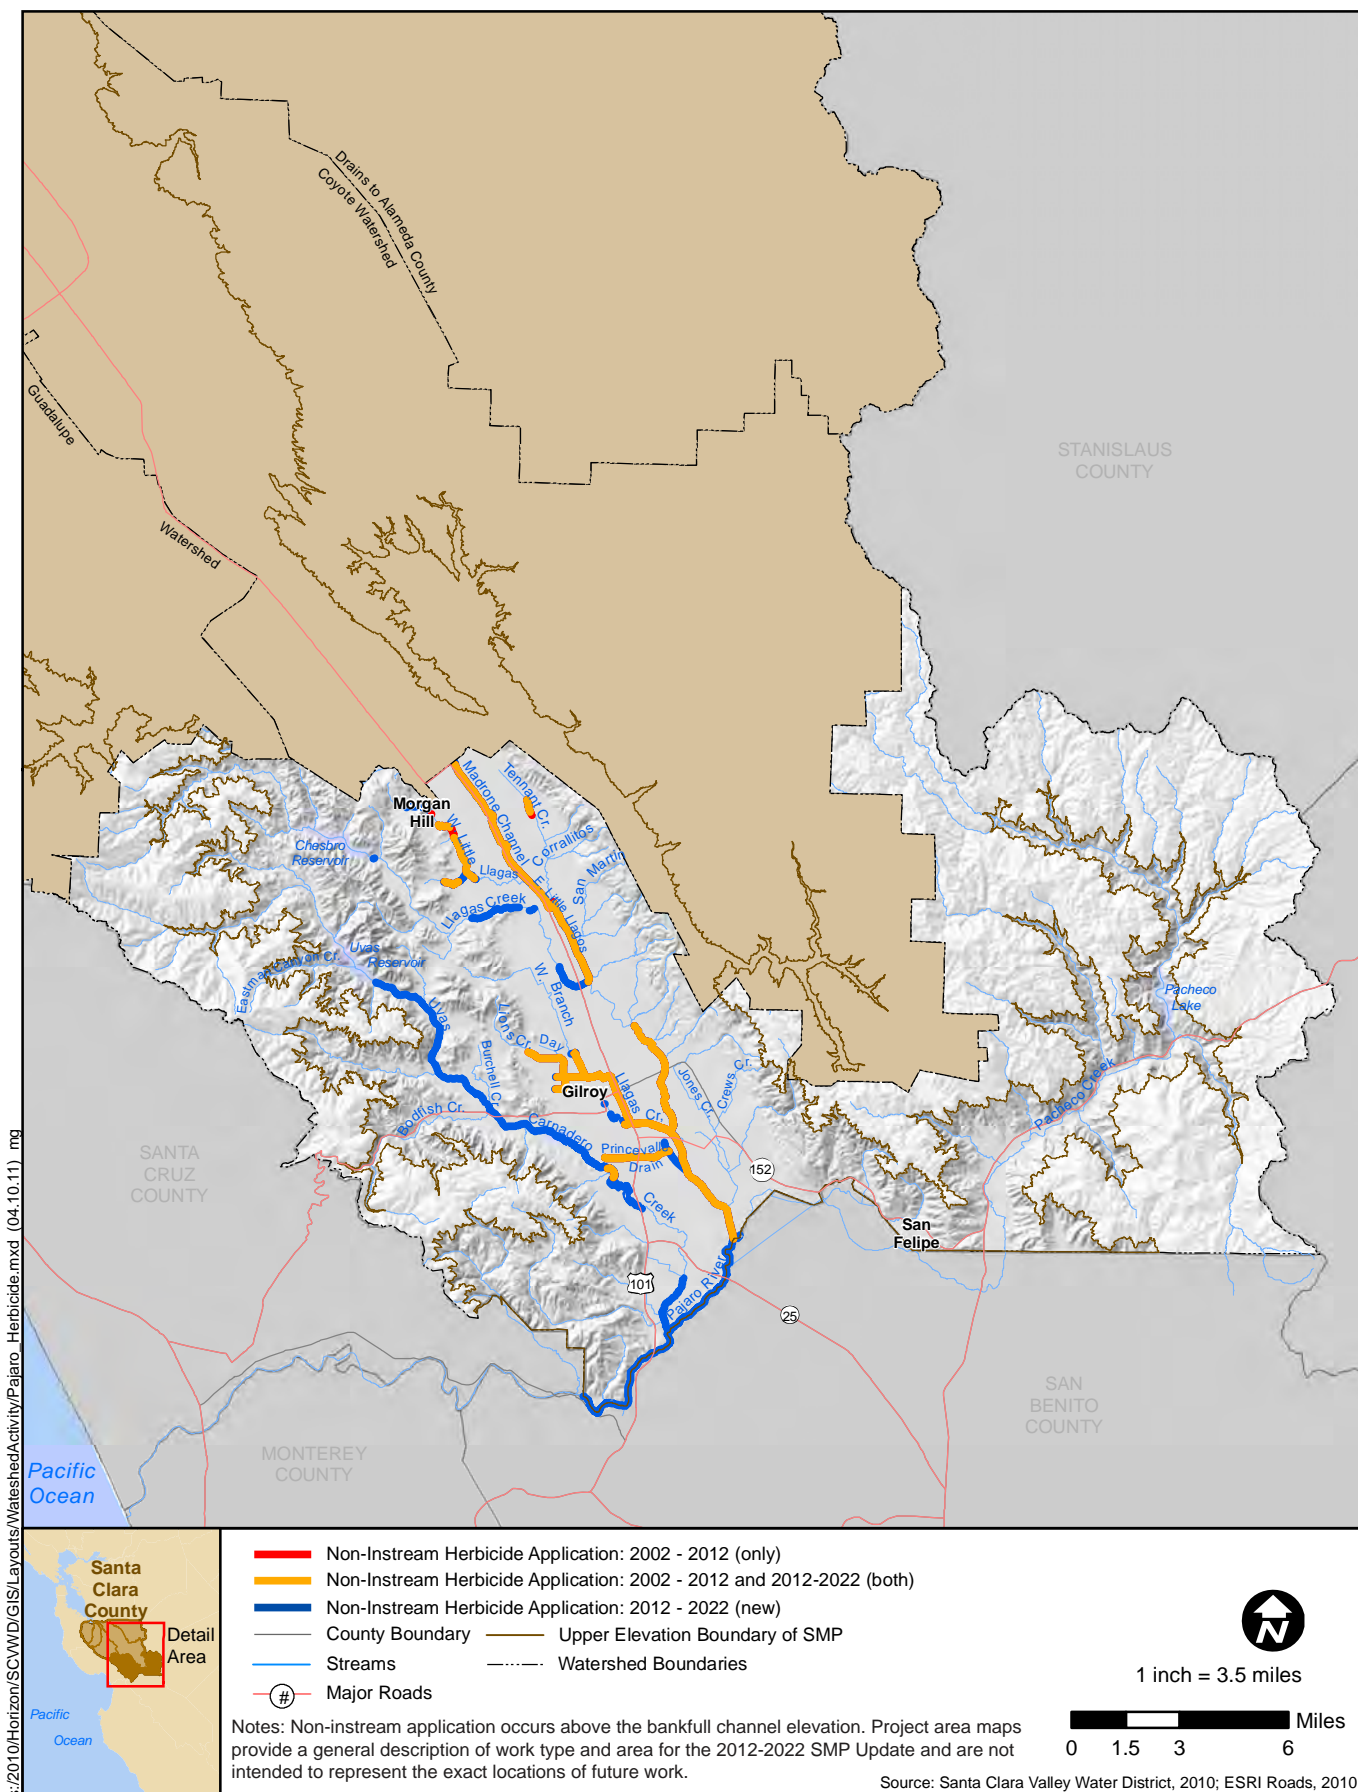 Drains to Alameda County
Coyote Watershed
Guadalupe
Watershed
STANISLAUS
COUNTY
Morgan
Hill
Madrone Channel
Tennant Cr.
Corrallitos
San Martin
W. Little
Llagas
E. Little Llagos
Chesbro
Reservoir
Llagas Creek
Uvas
Reservoir
Eastman Canyon Cr.
Uvas
W. Branch
Lions Cr.
Day
Burchell Cr.
Gilroy
Llagas Cr.
Jones Cr.
Crews Cr.
Bodfish Cr.
Carnadero
Creek
Princevalle
Drain
Pacheco
Lake
Pacheco Creek
152
San
Felipe
101
Pajaro River
25
SANTA
CRUZ
COUNTY
SAN
BENITO
COUNTY
MONTEREY
COUNTY
Pacific
Ocean
:/2010/Horizon/SCVWD/GIS/Layouts/WateshedActivity/Pajaro_Herbicide.mxd (04.10.11) mg
Santa
Clara
County
Detail
Area
Pacific
Ocean
Non-Instream Herbicide Application: 2002 - 2012 (only)
Non-Instream Herbicide Application: 2002 - 2012 and 2012-2022 (both)
Non-Instream Herbicide Application: 2012 - 2022 (new)
County Boundary
Upper Elevation Boundary of SMP
Streams
Watershed Boundaries
# Major Roads
Notes: Non-instream application occurs above the bankfull channel elevation. Project area maps
provide a general description of work type and area for the 2012-2022 SMP Update and are not
intended to represent the exact locations of future work.
N
1 inch = 3.5 miles
Miles
0 1.5 3 6
Source: Santa Clara Valley Water District, 2010; ESRI Roads, 2010